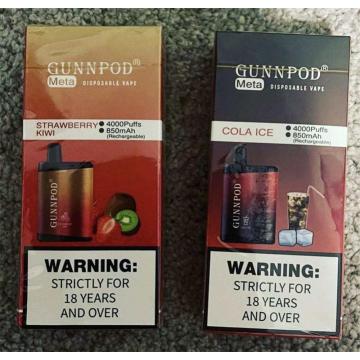 GUNNPOD®
Meta DISPOSABLE VAPE
STRAWBERRY
KIWI
4000Puffs
850mAh
(Rechargeable)
GUNNPOD
WARNING:
STRICTLY FOR
18 YEARS
AND OVER
GUNNPOD®
Meta DISPOSABLE VAPE
COLA ICE
4000Puffs
850mAh
(Rechargeable)
GUNNPOD
WARNING:
STRICTLY FOR
18 YEARS
AND OVER